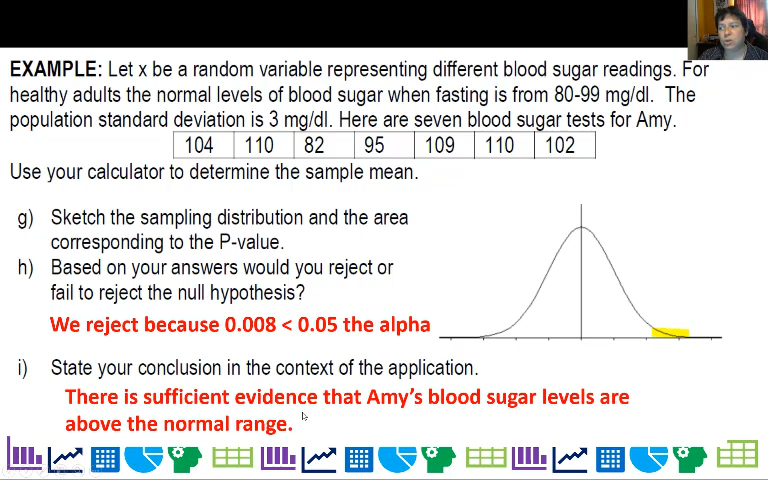 EXAMPLE: Let x be a random variable representing different blood sugar readings. For
healthy adults the normal levels of blood sugar when fasting is from 80-99 mg/dl. The
population standard deviation is 3 mg/dl. Here are seven blood sugar tests for Amy.
104 110 82 95 109 110 102
Use your calculator to determine the sample mean.
g) Sketch the sampling distribution and the area
corresponding to the P-value.
h) Based on your answers would you reject or
fail to reject the null hypothesis?
We reject because 0.008 < 0.05 the alpha
i) State your conclusion in the context of the application.
There is sufficient evidence that Amy's blood sugar levels are
above the normal range.